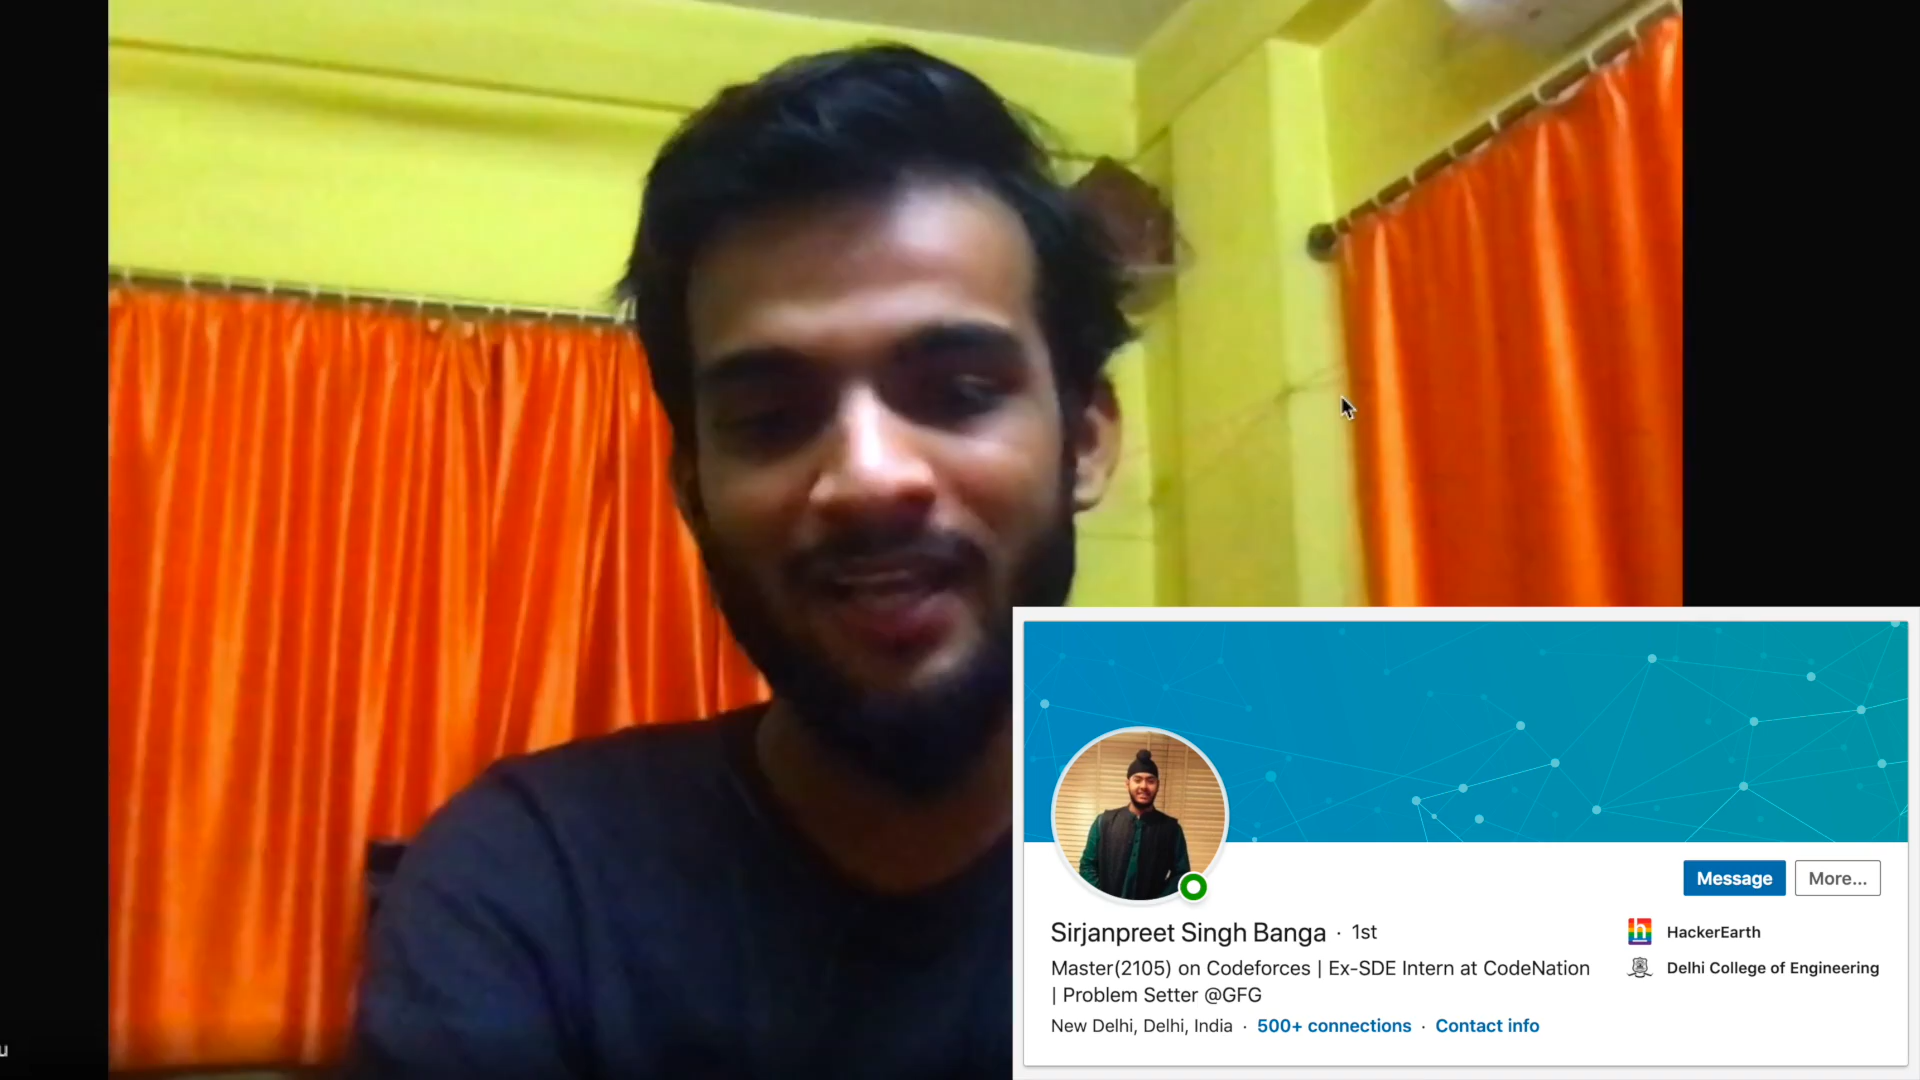 Message
More...
Sirjanpreet Singh Banga · 1st
HackerEarth
Master(2105) on Codeforces | Ex-SDE Intern at CodeNation
| Problem Setter @GFG
Delhi College of Engineering
New Delhi, Delhi, India · 500+ connections · Contact info
u